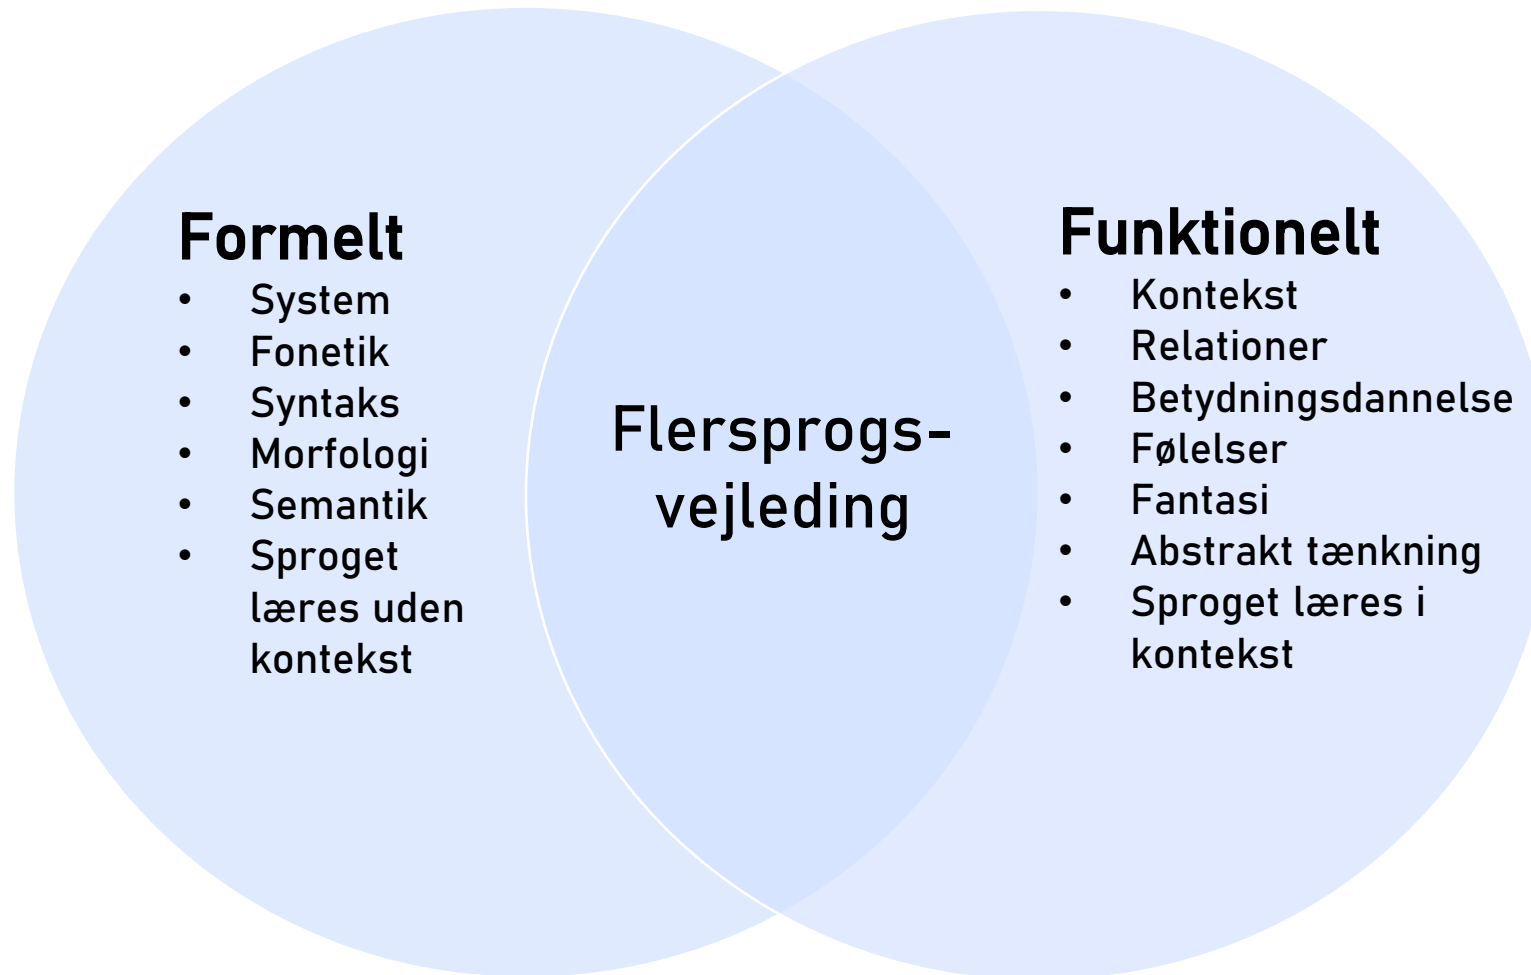 Formelt
• System
• Fonetik
• Syntaks
• Morfologi
• Semantik
• Sproget
læres uden
kontekst
Flersprogs-
vejleding
Funktionelt
• Kontekst
• Relationer
• Betydningsdannelse
• Følelser
• Fantasi
• Abstrakt tænkning
• Sproget læres i
kontekst